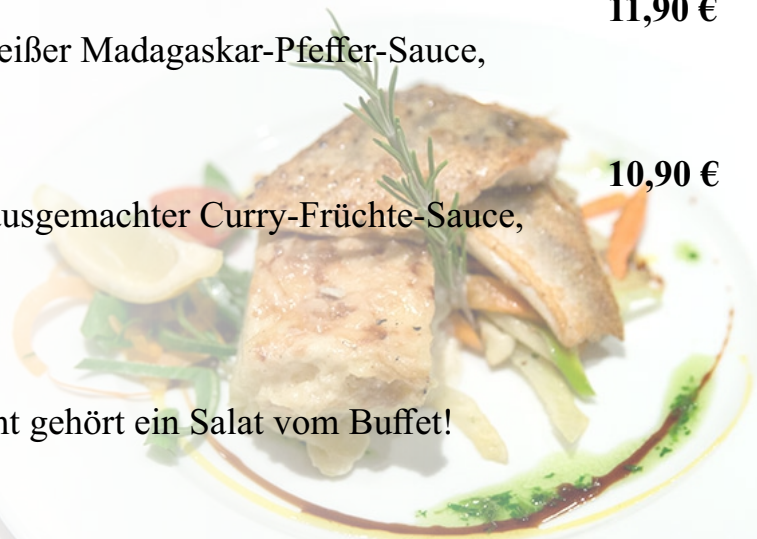 11,90 €
eißer Madagaskar-Pfeffer-Sauce,
10,90 €
usgemachter Curry-Früchte-Sauce,
nt gehört ein Salat vom Buffet!